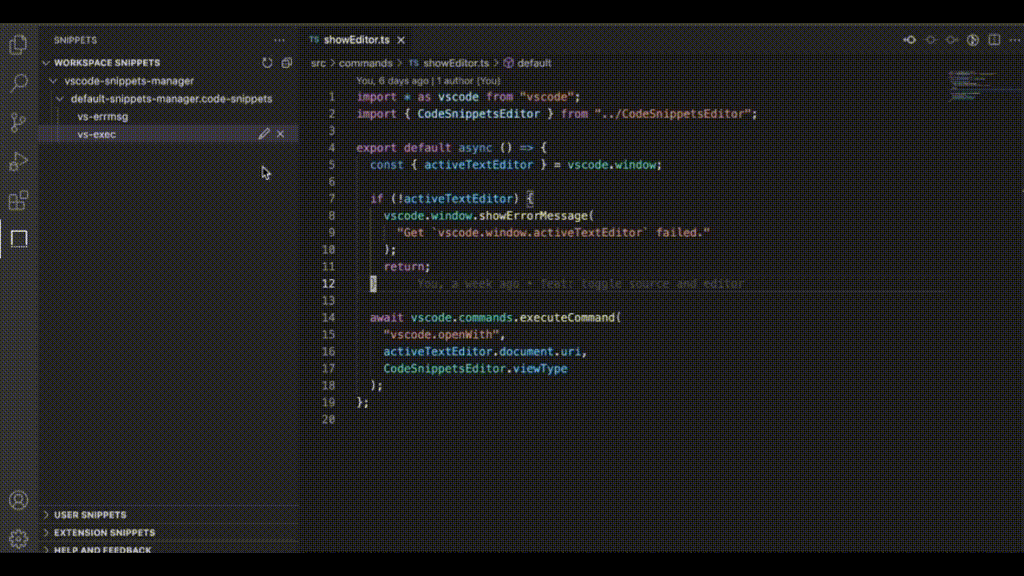 SNIPPETS
WORKSPACE SNIPPETS
vscode-snippets-manager
default-snippets-manager.code-snippets
vs-errmsg
vs-exec
USER SNIPPETS
EXTENSION SNIPPETS
HELP AND FEEDBACK
TS showEditor.ts
src > commands > TS showEditor.ts > default
You, 6 days ago | 1 author (You)
1 import * as vscode from "vscode";
2 import { CodeSnippetsEditor } from "../CodeSnippetsEditor";
3
4 export default async () => {
5 const { activeTextEditor } = vscode.window;
6
7 if (!activeTextEditor) {
8 vscode.window.showErrorMessage(
9 "Get `vscode.window.activeTextEditor` failed."
10 );
11 return;
12 } You, a week ago • feat: toggle source and editor
13
14 await vscode.commands.executeCommand(
15 "vscode.openWith",
16 activeTextEditor.document.uri,
17 CodeSnippetsEditor.viewType
18 );
19 };
20